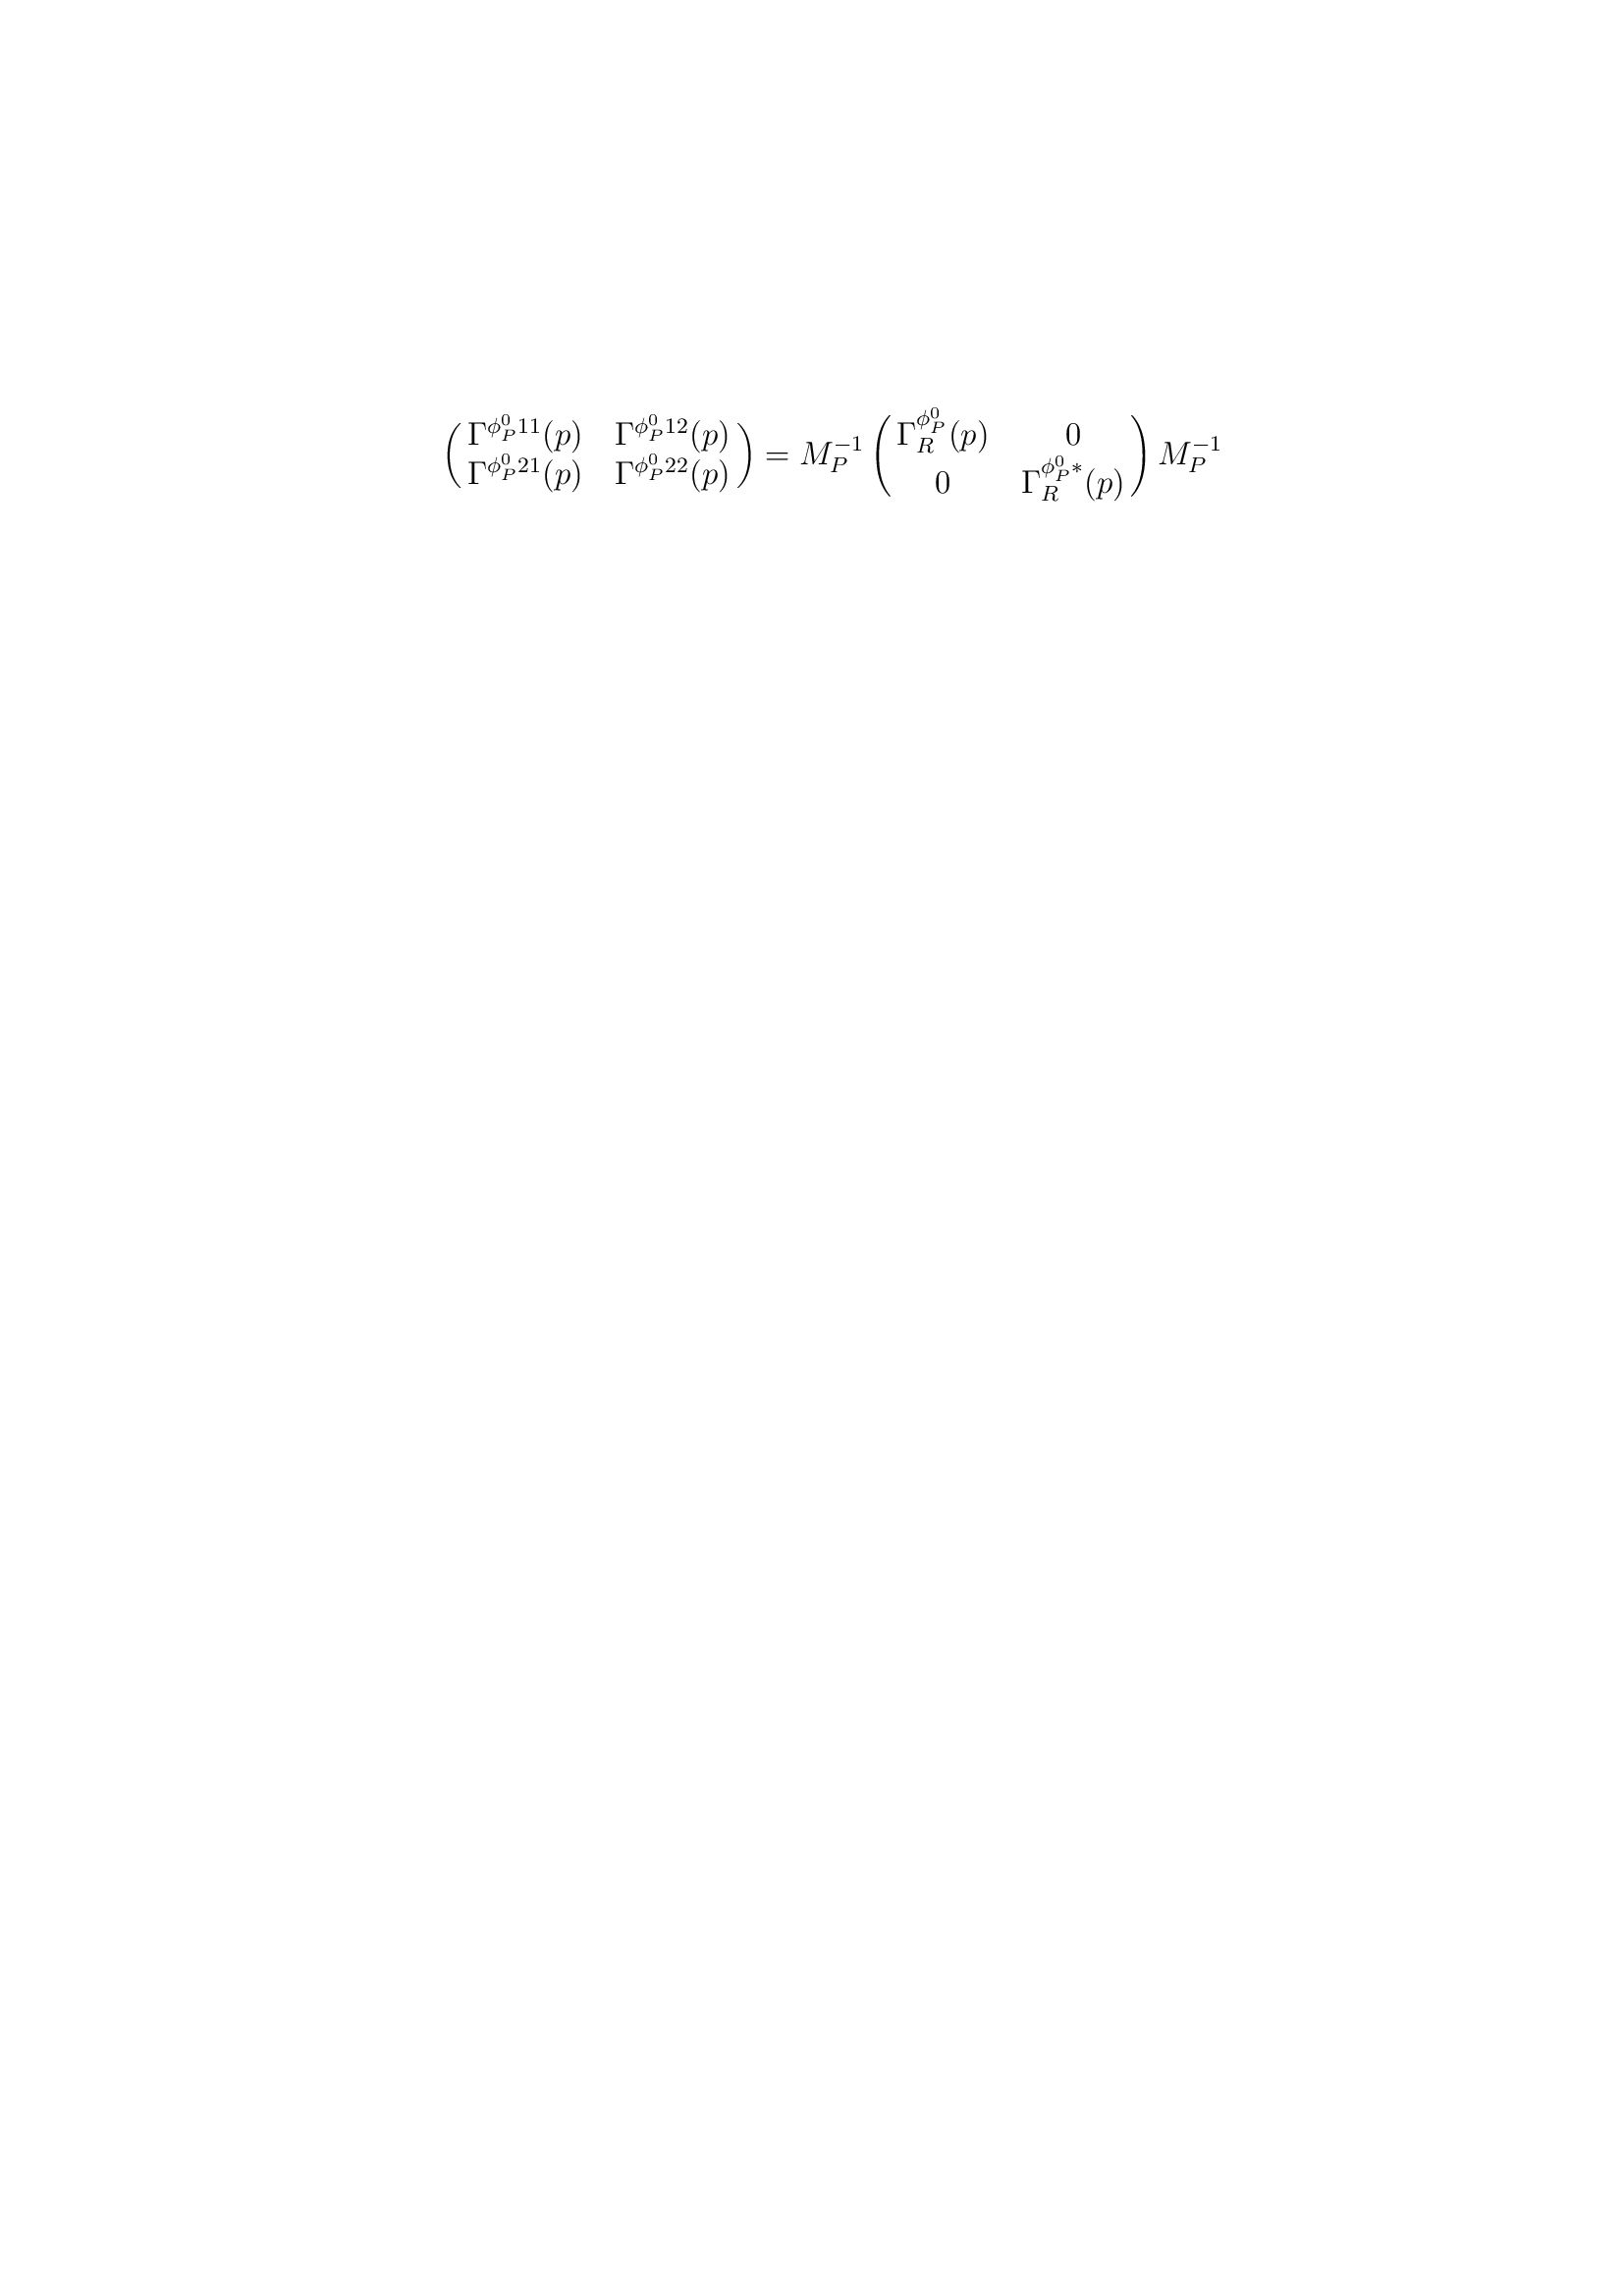 \begin{pmatrix} \Gamma^{\phi_P^0 11}(p) & \Gamma^{\phi_P^0 12}(p) \\ \Gamma^{\phi_P^0 21}(p) & \Gamma^{\phi_P^0 22}(p) \end{pmatrix} = M_P^{-1} \begin{pmatrix} \Gamma_R^{\phi_P^0}(p) & 0 \\ 0 & \Gamma_R^{\phi_P^0 *}(p) \end{pmatrix} M_P^{-1}